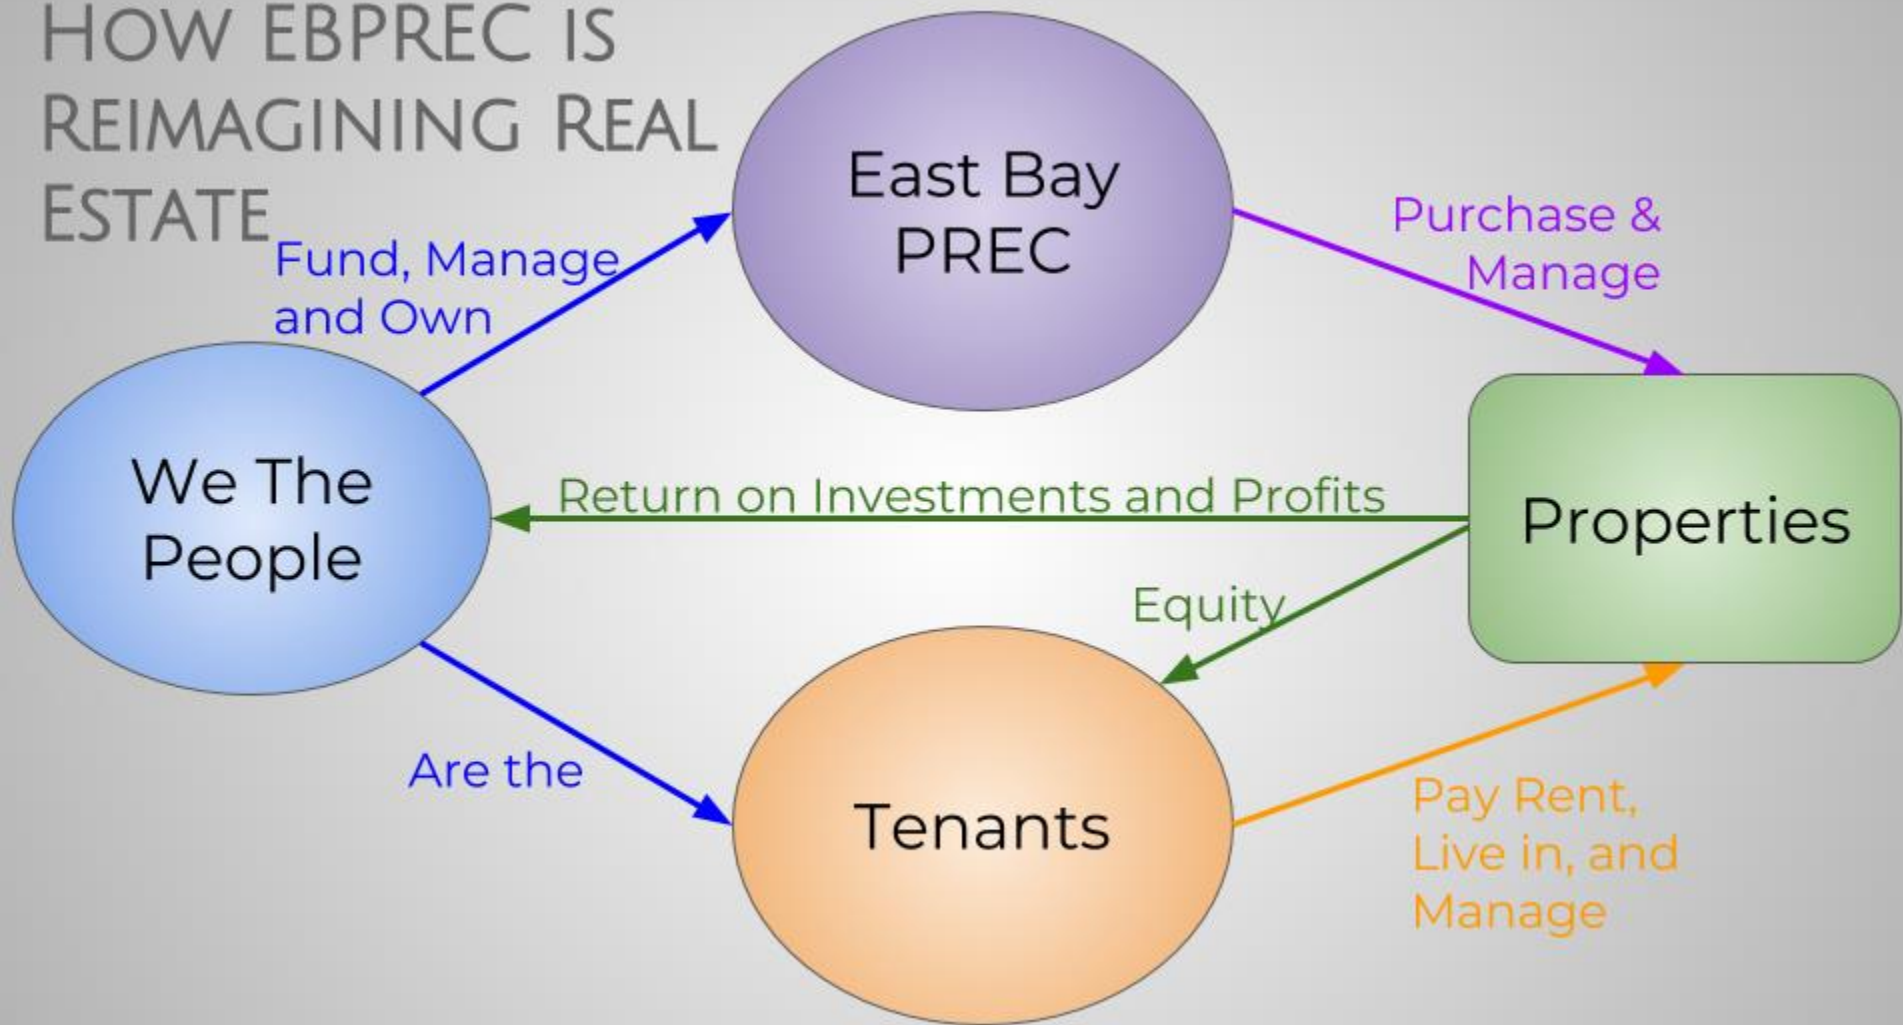 How EBPREC is
Reimagining Real
Estate
East Bay
PREC
Fund, Manage
and Own
Purchase &
Manage
We The
People
Return on Investments and Profits
Properties
Equity
Are the
Tenants
Pay Rent,
Live in, and
Manage